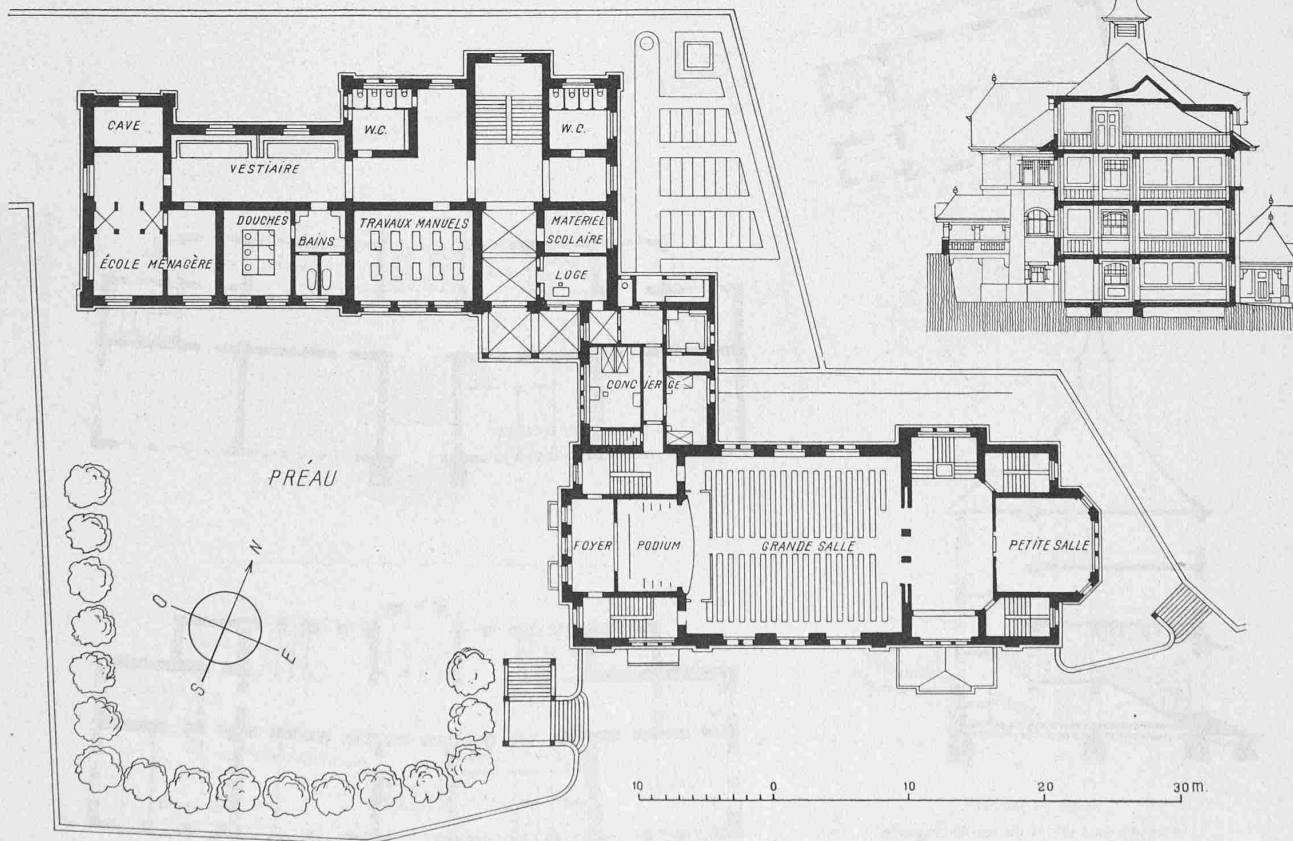 CAVE
W.C.
W.C.
VESTIAIRE
DOUCHES
BAINS
TRAVAUX MANUELS
MATERIEL
SCOLAIRE
ÉCOLE MÉNAGÈRE
LOGE
CONCIERGE
PREAU
FOYER
PODIUM
GRANDE SALLE
PETITE SALLE
N
O
E
S
10 0 10 20 30 m.